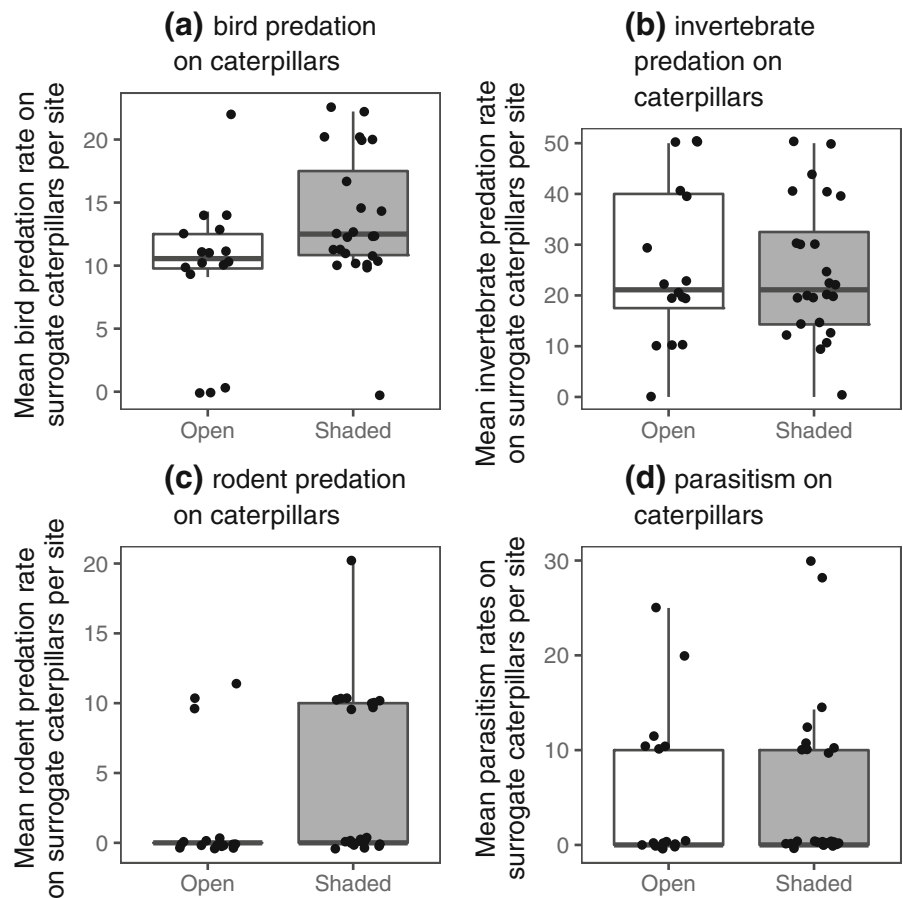 (a) bird predation
on caterpillars
Mean bird predation rate on
surrogate caterpillars per site
20
15
10
5
0
Open Shaded
(b) invertebrate
predation on
caterpillars
Mean invertebrate predation rate
on surrogate caterpillars per site
50
40
30
20
10
0
Open Shaded
(c) rodent predation
on caterpillars
Mean rodent predation rate
on surrogate caterpillars per site
20
15
10
5
0
Open Shaded
(d) parasitism on
caterpillars
Mean parasitism rates on
surrogate caterpillars per site
30
20
10
0
Open Shaded